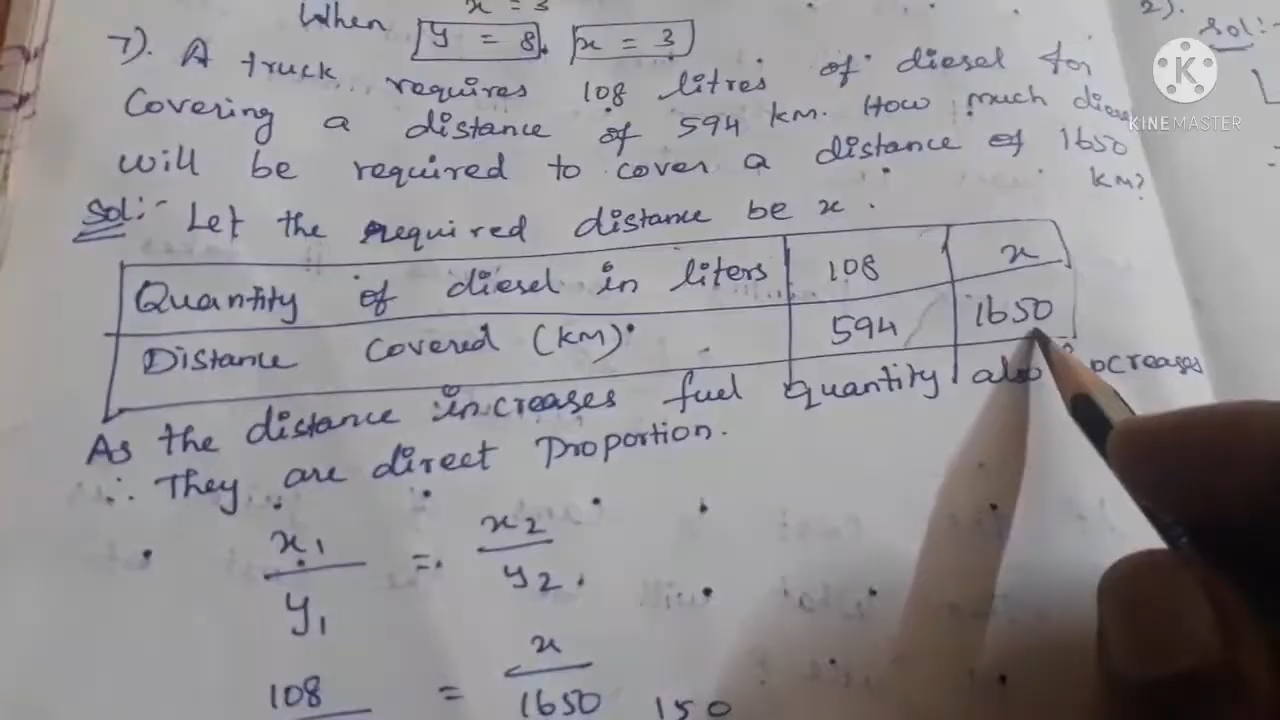 x = 3
When y = 8, x = 3
7). A truck requires 108 litres of diesel for
Covering a distance of 594 km. How much
will be required to cover a distance of 1650
km?
Sol:- Let the required distance be x.
Quantity of diesel in liters 108 x
Distance Covered (km) 594 1650
As the distance increases fuel quantity also
∴ They are direct Proportion.
x1/y1 = x2/y2.
108 = x/1650 150
2).
Sol:-
K
KINEMASTER